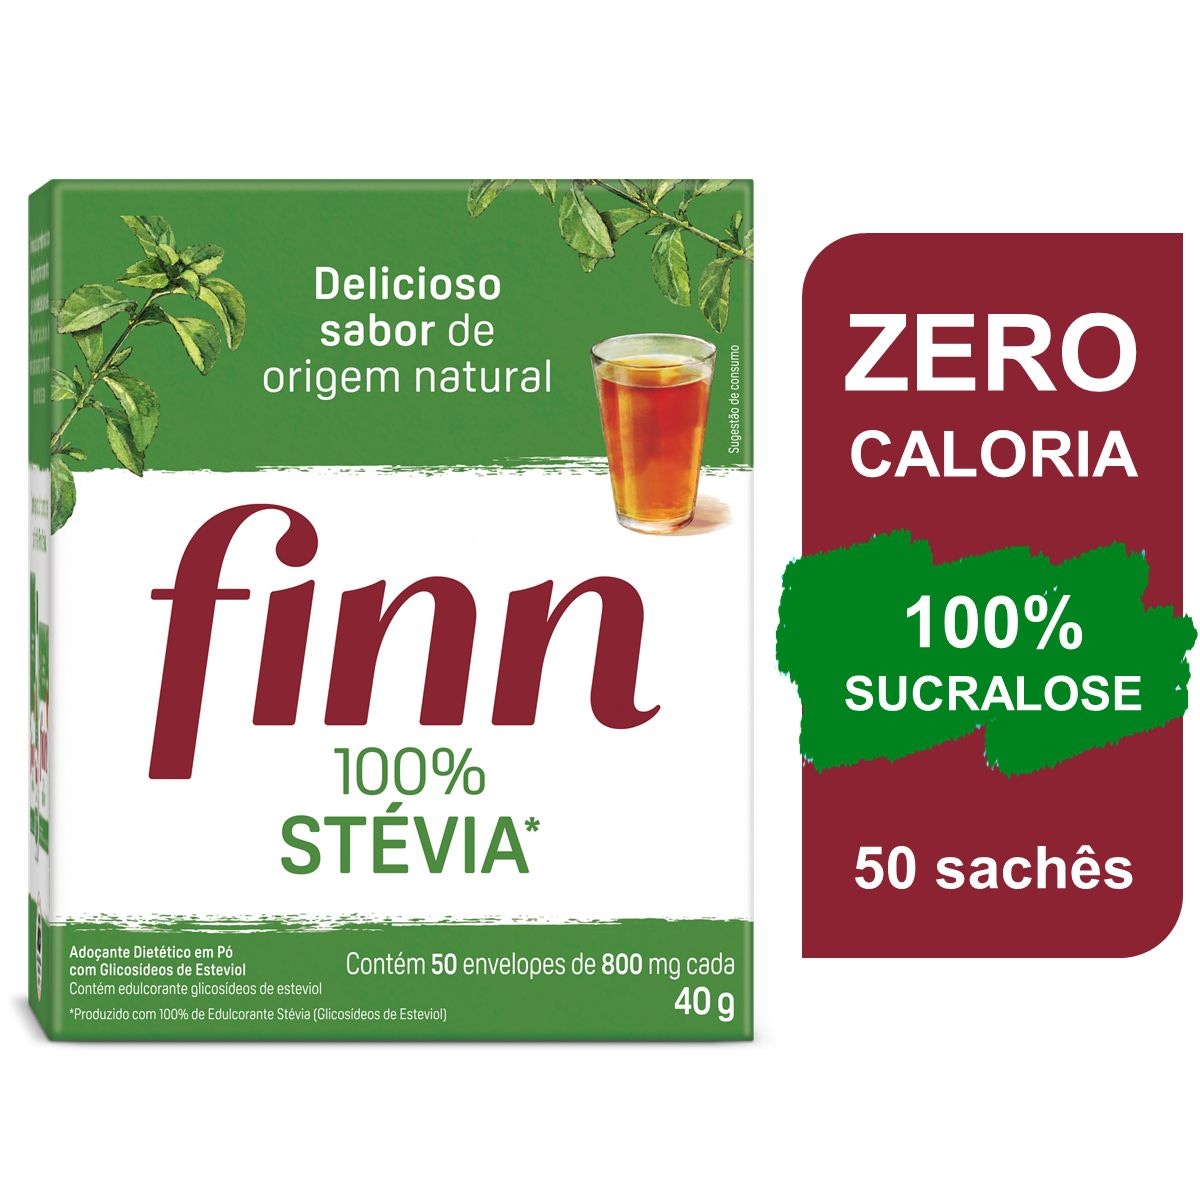 Delicioso
sabor de
origem natural
Sugestão de consumo
finn
100%
STÉVIA*
Adoçante Dietético em Pó
com Glicosídeos de Esteviol
Contém edulcorante glicosídeos de esteviol
*Produzido com 100% de Edulcorante Stévia (Glicosídeos de Esteviol)
Contém 50 envelopes de 800 mg cada
40 g
ZERO
CALORIA
100%
SUCRALOSE
50 sachês